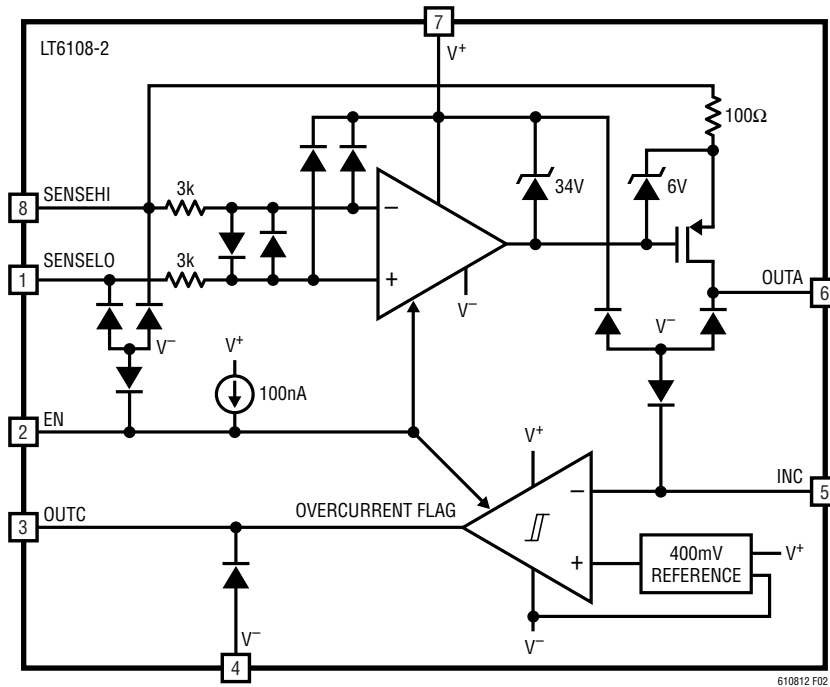 7
LT6108-2
V+
100Ω
34V
6V
3k
8
SENSEHI
−
3k
1
SENSELO
+
OUTA
6
V−
V−
V−
V+
100nA
2
EN
V+
INC
5
3
OUTC
OVERCURRENT FLAG
−
+
400mV
REFERENCE
V+
V−
V−
4
610812 F02